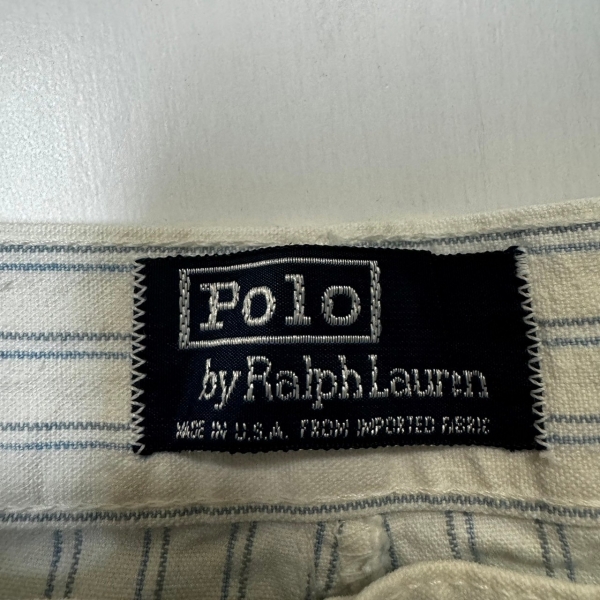 Polo
by Ralph Lauren
MADE IN U.S.A. FROM IMPORTED FABRIC